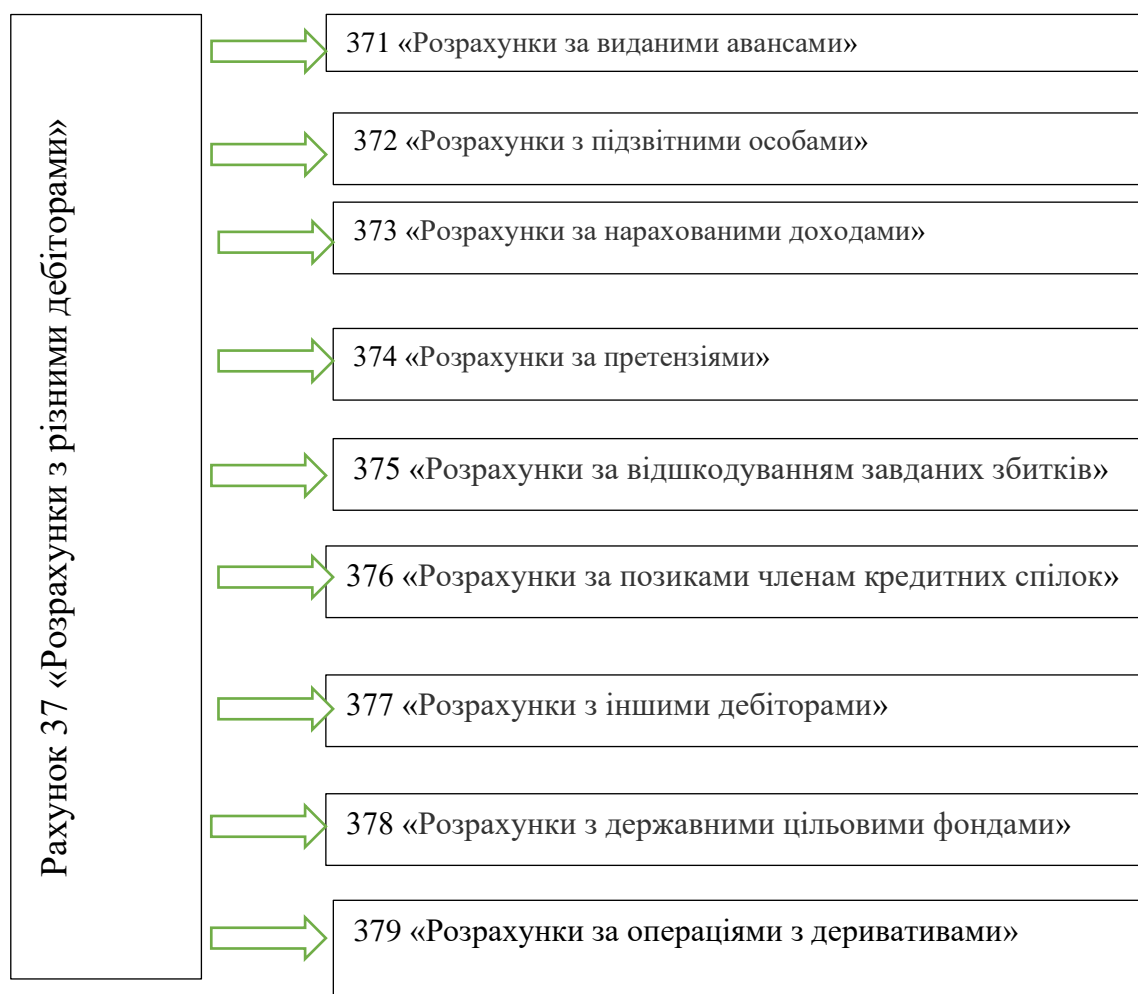 Рахунок 37 «Розрахунки з різними дебіторами»
371 «Розрахунки за виданими авансами»
372 «Розрахунки з підзвітними особами»
373 «Розрахунки за нарахованими доходами»
374 «Розрахунки за претензіями»
375 «Розрахунки за відшкодуванням завданих збитків»
376 «Розрахунки за позиками членам кредитних спілок»
377 «Розрахунки з іншими дебіторами»
378 «Розрахунки з державними цільовими фондами»
379 «Розрахунки за операціями з деривативами»